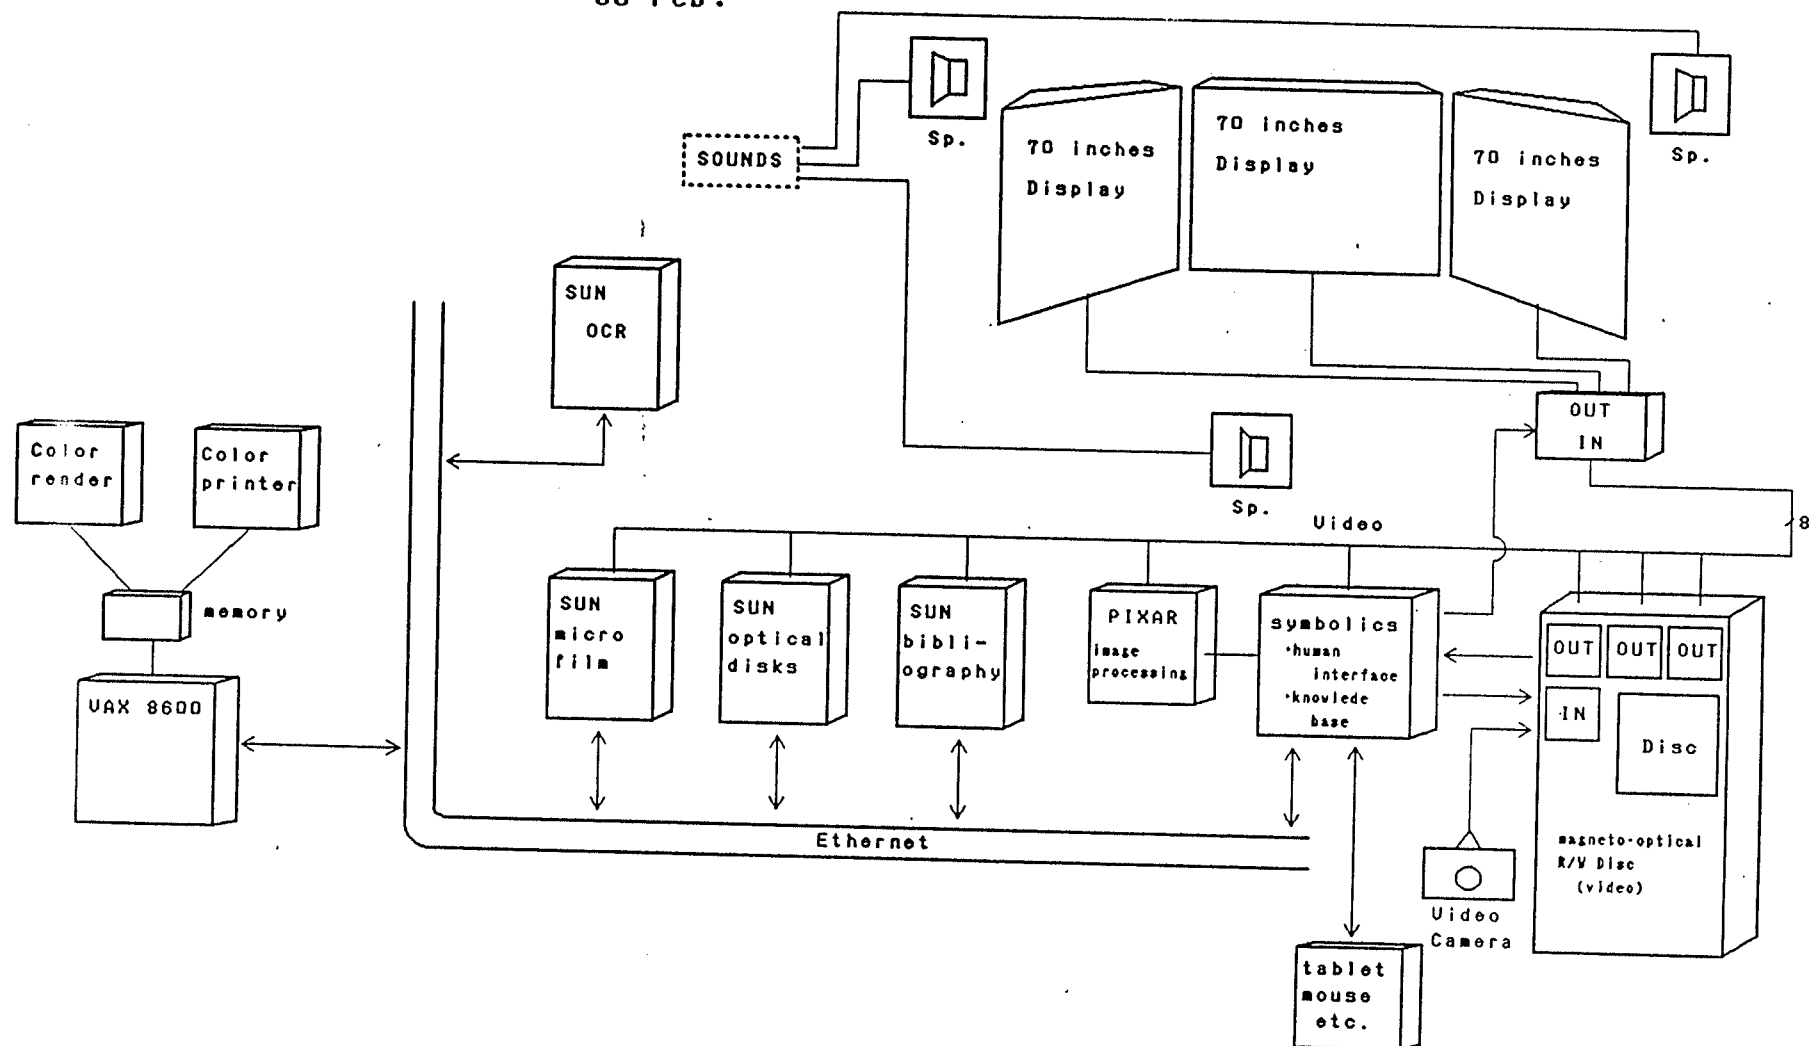 Sp.
Sp.
SOUNDS
70 inches
Display
70 inches
Display
70 inches
Display
SUN
OCR
OUT
IN
Color
render
Color
printer
memory
VAX 8600
Sp.
Video
8
SUN
micro
film
SUN
optical
disks
SUN
bibli-
ography
PIXAR
image
processing
symbolics
・human
interface
・knowlede
base
OUT
OUT
OUT
IN
Disc
magneto-optical
R/W Disc
(video)
Ethernet
Video
Camera
tablet
mouse
etc.